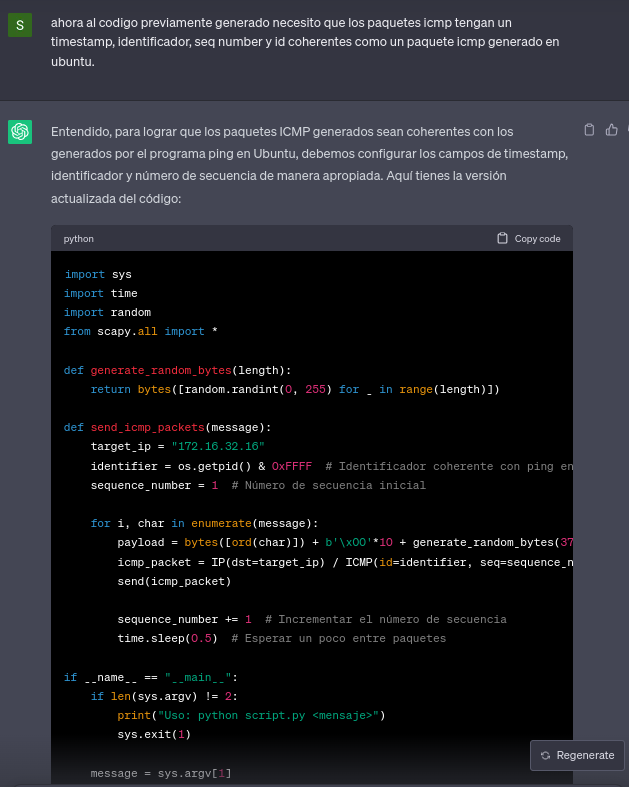 S
ahora al codigo previamente generado necesito que los paquetes icmp tengan un
timestamp, identificador, seq number y id coherentes como un paquete icmp generado en
ubuntu.
Entendido, para lograr que los paquetes ICMP generados sean coherentes con los
generados por el programa ping en Ubuntu, debemos configurar los campos de timestamp,
identificador y número de secuencia de manera apropiada. Aquí tienes la versión
actualizada del código:
python
Copy code
import sys
import time
import random
from scapy.all import *
def generate_random_bytes(length):
    return bytes([random.randint(0, 255) for _ in range(length)])
def send_icmp_packets(message):
    target_ip = "172.16.32.16"
    identifier = os.getpid() & 0xFFFF  # Identificador coherente con ping en
    sequence_number = 1  # Número de secuencia inicial
    for i, char in enumerate(message):
        payload = bytes([ord(char)]) + b'\x00'*10 + generate_random_bytes(37
        icmp_packet = IP(dst=target_ip) / ICMP(id=identifier, seq=sequence_n
        send(icmp_packet)
        sequence_number += 1  # Incrementar el número de secuencia
        time.sleep(0.5)  # Esperar un poco entre paquetes
if __name__ == "__main__":
    if len(sys.argv) != 2:
        print("Uso: python script.py <mensaje>")
        sys.exit(1)
Regenerate
    message = sys.argv[1]